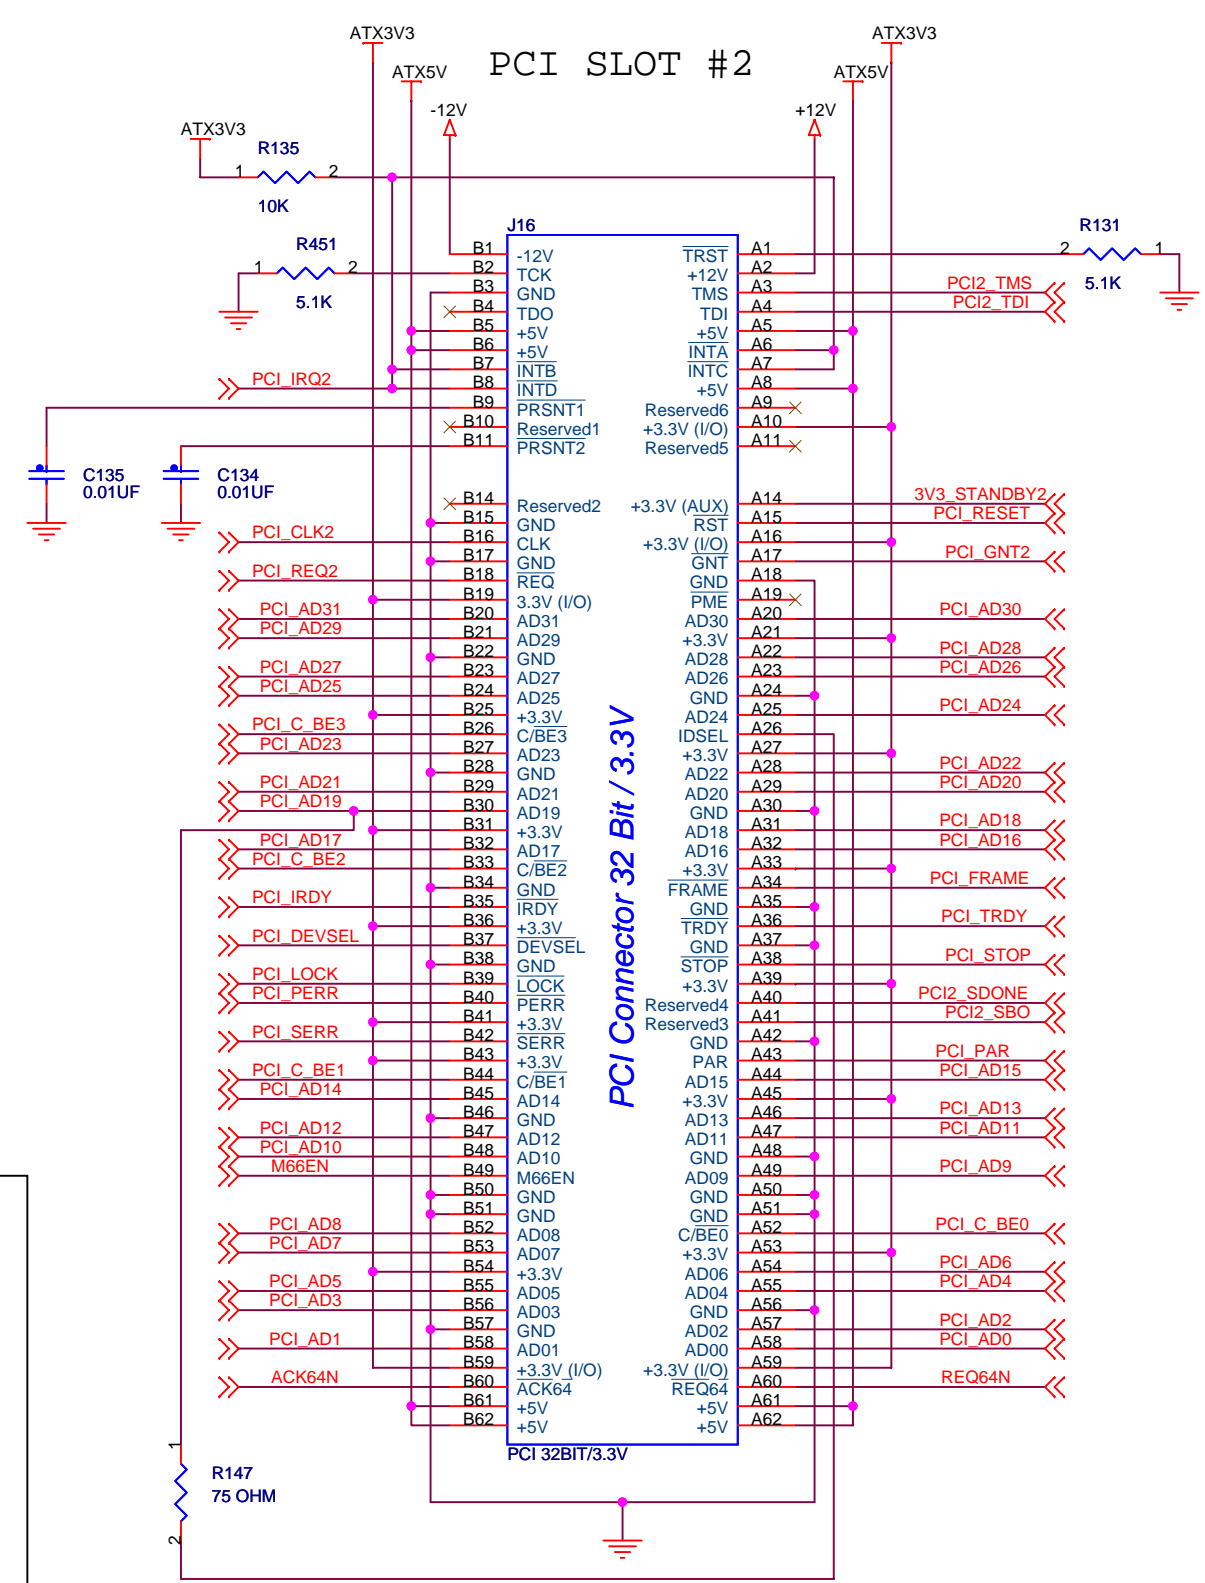 ATX3V3
ATX3V3
PCI SLOT #2
ATX5V
ATX5V
-12V
+12V
ATX3V3
R135
1 2
10K
J16
R451
1 2
5.1K
R131
2 1
5.1K
B1 -12V TRST A1
B2 TCK +12V A2
B3 GND TMS A3 PCI2_TMS
B4 TDO TDI A4 PCI2_TDI
B5 +5V +5V A5
B6 +5V INTA A6
B7 INTB INTC A7
PCI_IRQ2 B8 INTD +5V A8
B9 PRSNT1 Reserved6 A9
B10 Reserved1 +3.3V (I/O) A10
B11 PRSNT2 Reserved5 A11
C135
0.01UF
C134
0.01UF
B14 Reserved2 +3.3V (AUX) A14 3V3_STANDBY2
B15 GND RST A15 PCI_RESET
PCI_CLK2 B16 CLK +3.3V (I/O) A16
B17 GND GNT A17 PCI_GNT2
PCI_REQ2 B18 REQ GND A18
B19 3.3V (I/O) PME A19
PCI_AD31 B20 AD31 AD30 A20 PCI_AD30
PCI_AD29 B21 AD29 +3.3V A21
B22 GND AD28 A22 PCI_AD28
PCI_AD27 B23 AD27 AD26 A23 PCI_AD26
PCI_AD25 B24 AD25 GND A24
B25 +3.3V AD24 A25 PCI_AD24
PCI_C_BE3 B26 C/BE3 IDSEL A26
PCI_AD23 B27 AD23 +3.3V A27
B28 GND AD22 A28 PCI_AD22
PCI_AD21 B29 AD21 AD20 A29 PCI_AD20
PCI_AD19 B30 AD19 GND A30
B31 +3.3V AD18 A31 PCI_AD18
PCI_AD17 B32 AD17 AD16 A32 PCI_AD16
PCI_C_BE2 B33 C/BE2 +3.3V A33
B34 GND FRAME A34 PCI_FRAME
PCI_IRDY B35 IRDY GND A35
B36 +3.3V TRDY A36 PCI_TRDY
PCI_DEVSEL B37 DEVSEL GND A37
B38 GND STOP A38 PCI_STOP
PCI_LOCK B39 LOCK +3.3V A39
PCI_PERR B40 PERR Reserved4 A40 PCI2_SDONE
B41 +3.3V Reserved3 A41 PCI2_SBO
PCI_SERR B42 SERR GND A42
B43 +3.3V PAR A43 PCI_PAR
PCI_C_BE1 B44 C/BE1 AD15 A44 PCI_AD15
PCI_AD14 B45 AD14 +3.3V A45
B46 GND AD13 A46 PCI_AD13
PCI_AD12 B47 AD12 AD11 A47 PCI_AD11
PCI_AD10 B48 AD10 GND A48
M66EN B49 M66EN AD09 A49 PCI_AD9
B50 GND GND A50
B51 GND GND A51
PCI_AD8 B52 AD08 C/BE0 A52 PCI_C_BE0
PCI_AD7 B53 AD07 +3.3V A53
B54 +3.3V AD06 A54 PCI_AD6
PCI_AD5 B55 AD05 AD04 A55 PCI_AD4
PCI_AD3 B56 AD03 GND A56
B57 GND AD02 A57 PCI_AD2
PCI_AD1 B58 AD01 AD00 A58 PCI_AD0
B59 +3.3V (I/O) +3.3V (I/O) A59
ACK64N B60 ACK64 REQ64 A60 REQ64N
B61 +5V +5V A61
B62 +5V +5V A62
PCI Connector 32 Bit / 3.3V
PCI 32BIT/3.3V
1
R147
75 OHM
2